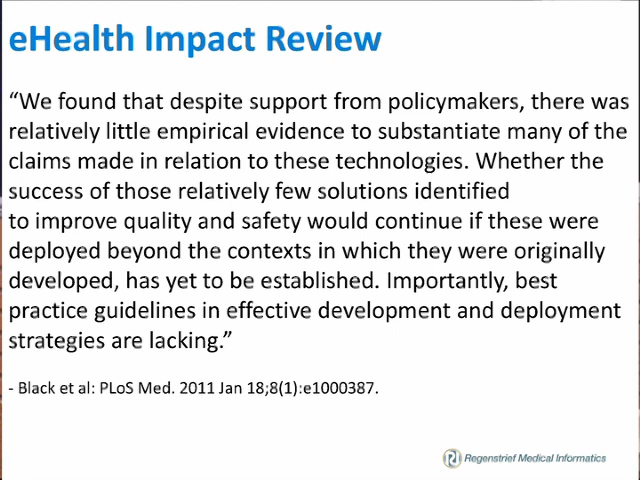 eHealth Impact Review
“We found that despite support from policymakers, there was
relatively little empirical evidence to substantiate many of the
claims made in relation to these technologies. Whether the
success of those relatively few solutions identified
to improve quality and safety would continue if these were
deployed beyond the contexts in which they were originally
developed, has yet to be established. Importantly, best
practice guidelines in effective development and deployment
strategies are lacking.”
- Black et al: PLoS Med. 2011 Jan 18;8(1):e1000387.
Regenstrief Medical Informatics